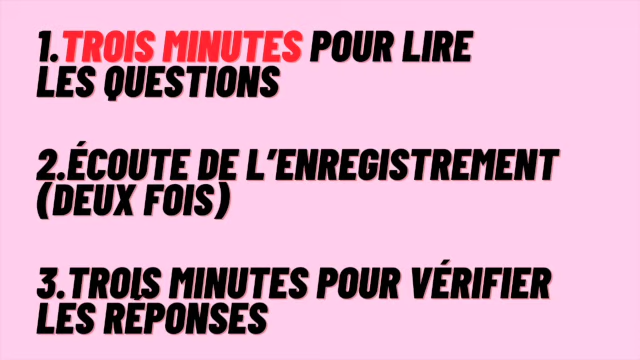 1.TROIS MINUTES POUR LIRE
LES QUESTIONS
2.ÉCOUTE DE L'ENREGISTREMENT
(DEUX FOIS)
3.TROIS MINUTES POUR VÉRIFIER
LES RÉPONSES